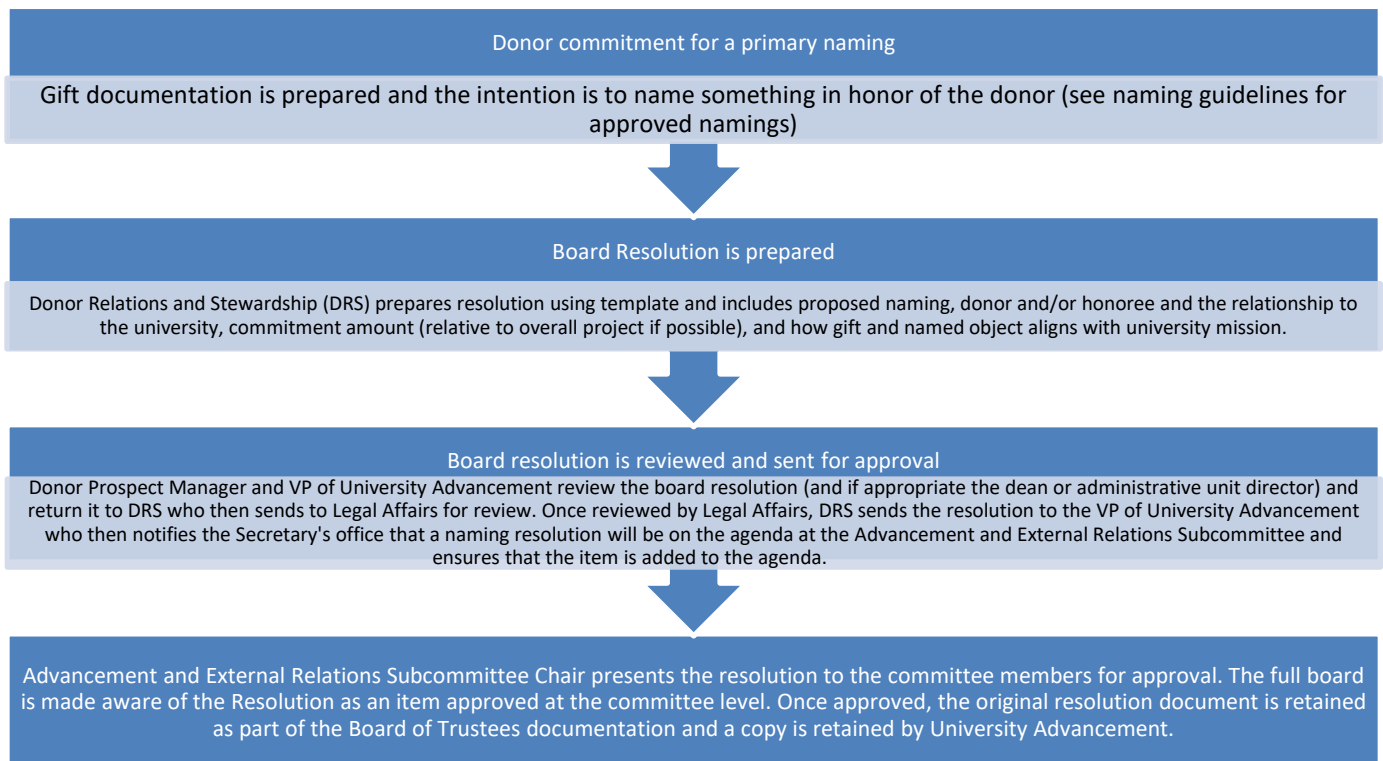 Donor commitment for a primary naming
Gift documentation is prepared and the intention is to name something in honor of the donor (see naming guidelines for
approved namings)
Board Resolution is prepared
Donor Relations and Stewardship (DRS) prepares resolution using template and includes proposed naming, donor and/or honoree and the relationship to
the university, commitment amount (relative to overall project if possible), and how gift and named object aligns with university mission.
Board resolution is reviewed and sent for approval
Donor Prospect Manager and VP of University Advancement review the board resolution (and if appropriate the dean or administrative unit director) and
return it to DRS who then sends to Legal Affairs for review. Once reviewed by Legal Affairs, DRS sends the resolution to the VP of University Advancement
who then notifies the Secretary's office that a naming resolution will be on the agenda at the Advancement and External Relations Subcommittee and
ensures that the item is added to the agenda.
Advancement and External Relations Subcommittee Chair presents the resolution to the committee members for approval. The full board
is made aware of the Resolution as an item approved at the committee level. Once approved, the original resolution document is retained
as part of the Board of Trustees documentation and a copy is retained by University Advancement.